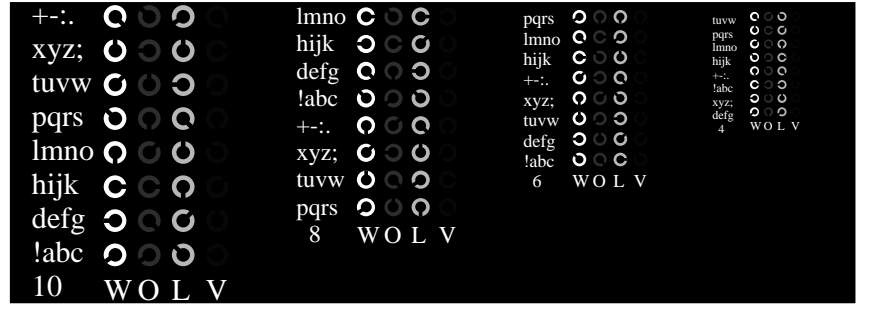 +-:.
xyz;
tuvw
pqrs
lmno
hijk
defg
!abc
10 W O L V
lmno
hijk
defg
!abc
+-:.
xyz;
tuvw
pqrs
8 W O L V
pqrs
lmno
hijk
+-:.
xyz;
tuvw
defg
!abc
6 W O L V
tuvw
pqrs
lmno
hijk
+-:.
!abc
xyz;
defg
4 W O L V